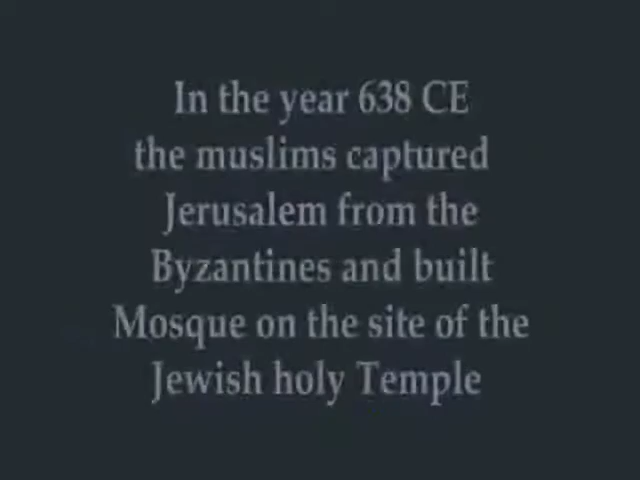 In the year 638 CE
the muslims captured
Jerusalem from the
Byzantines and built
Mosque on the site of the
Jewish holy Temple